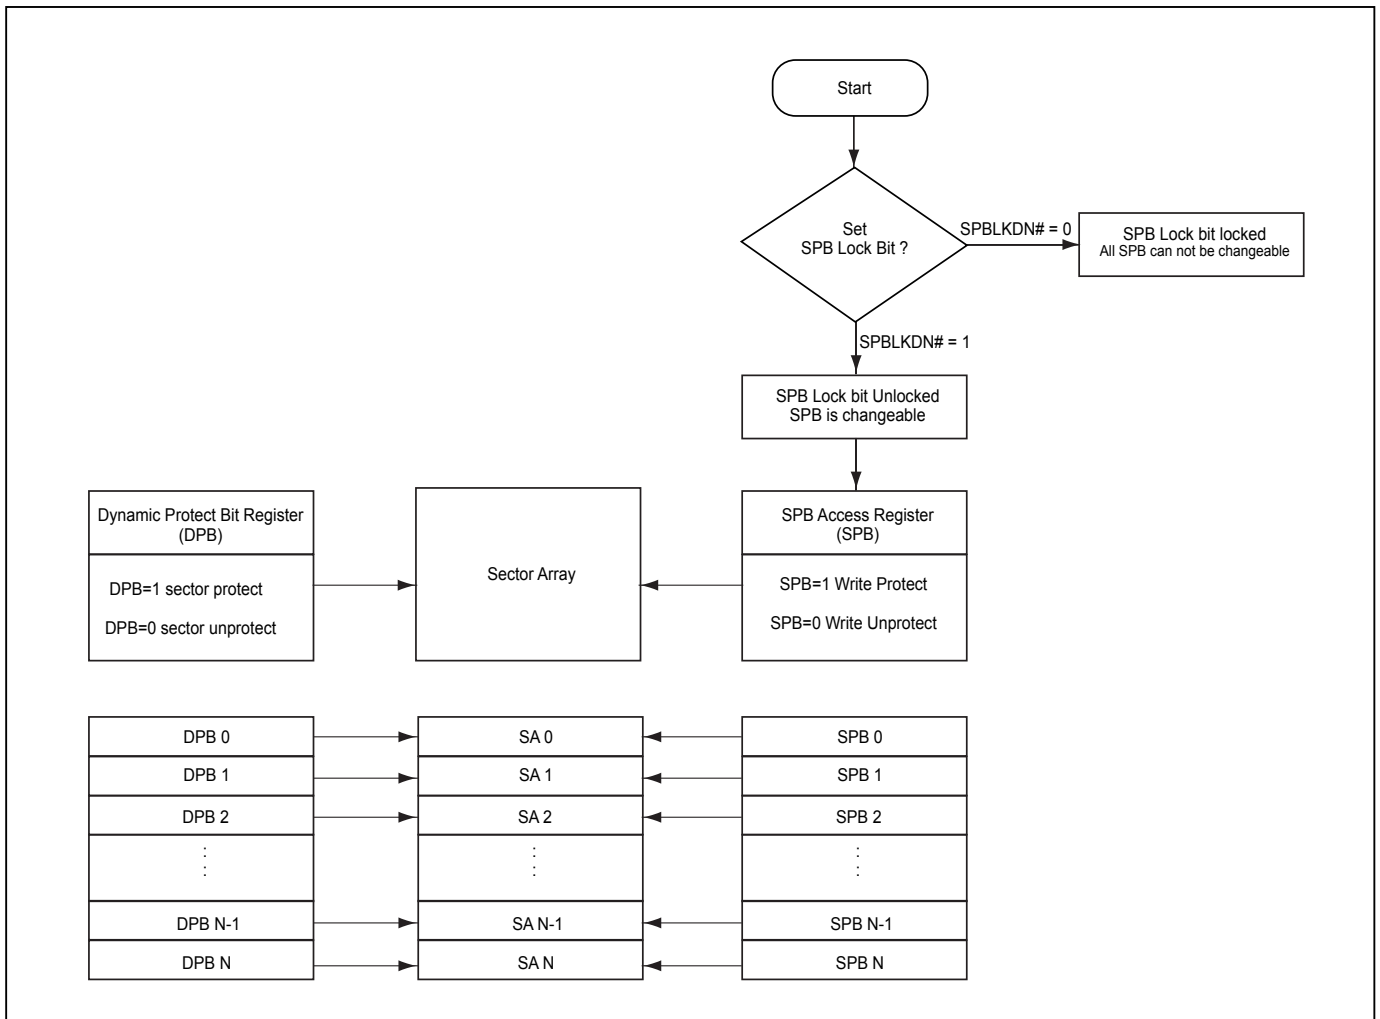 Start
Set
SPB Lock Bit ?
SPBLKDN# = 0
SPB Lock bit locked
All SPB can not be changeable
SPBLKDN# = 1
SPB Lock bit Unlocked
SPB is changeable
Dynamic Protect Bit Register
(DPB)
DPB=1 sector protect
DPB=0 sector unprotect
Sector Array
SPB Access Register
(SPB)
SPB=1 Write Protect
SPB=0 Write Unprotect
DPB 0
SA 0
SPB 0
DPB 1
SA 1
SPB 1
DPB 2
SA 2
SPB 2
DPB N-1
SA N-1
SPB N-1
DPB N
SA N
SPB N